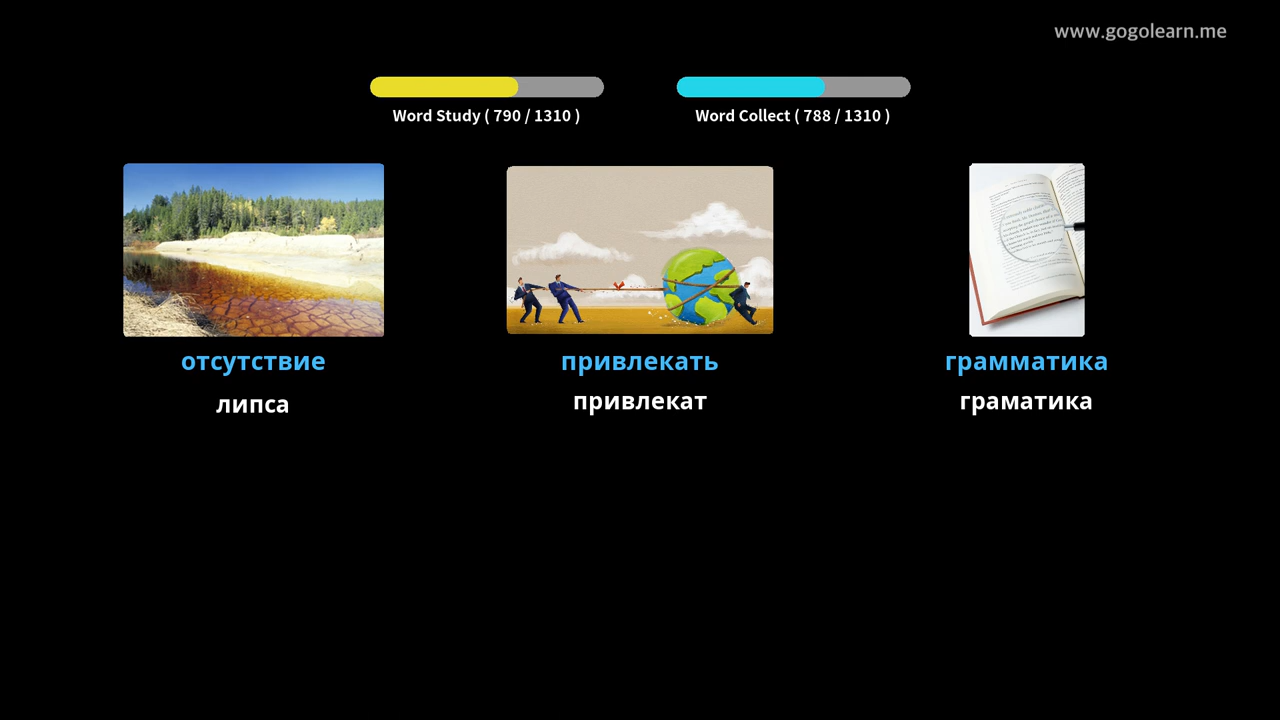 www.gogolearn.me
Word Study ( 790 / 1310 )
Word Collect ( 788 / 1310 )
отсутствие
привлекать
грамматика
липса
привлекат
граматика